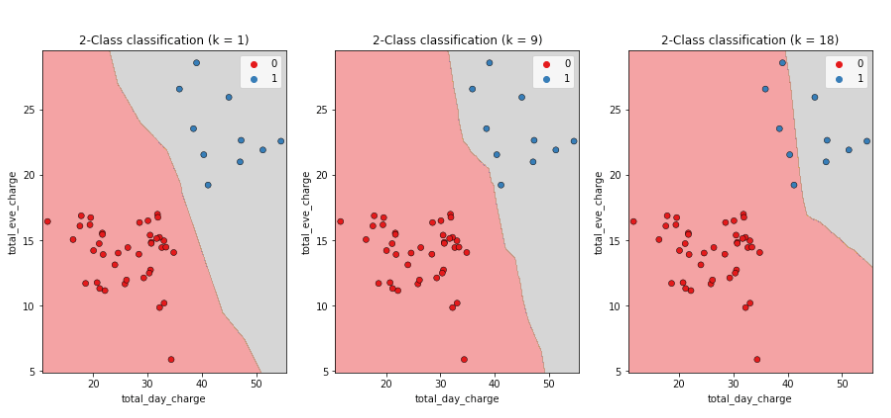 2-Class classification (k = 1)
0
1
25
20
15
10
5
total_eve_charge
20 30 40 50
total_day_charge
2-Class classification (k = 9)
0
1
25
20
15
10
5
total_eve_charge
20 30 40 50
total_day_charge
2-Class classification (k = 18)
0
1
25
20
15
10
5
total_eve_charge
20 30 40 50
total_day_charge